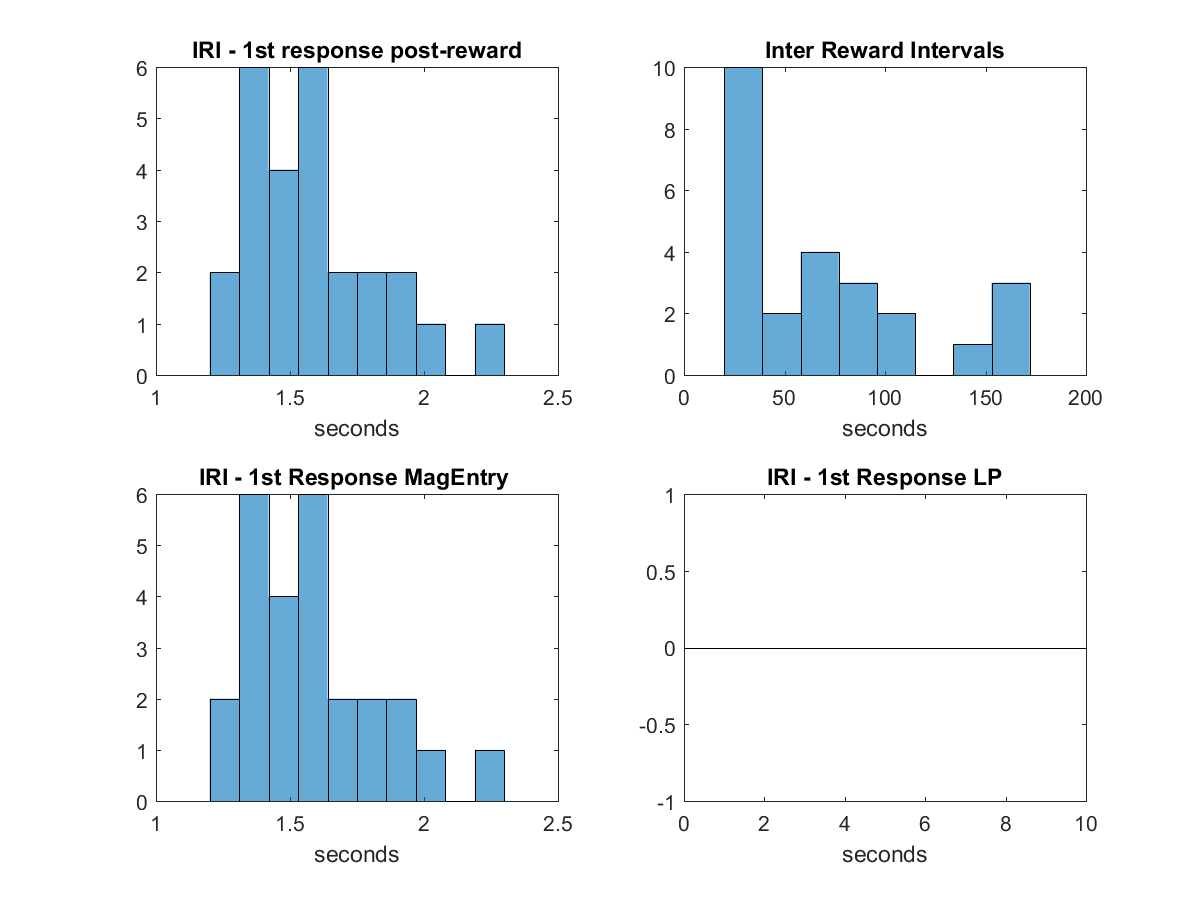 IRI - 1st response post-reward
6
5
4
3
2
1
0
1 1.5 2 2.5
seconds
Inter Reward Intervals
10
8
6
4
2
0
0 50 100 150 200
seconds
IRI - 1st Response MagEntry
6
5
4
3
2
1
0
1 1.5 2 2.5
seconds
IRI - 1st Response LP
1
0.5
0
-0.5
-1
0 2 4 6 8 10
seconds